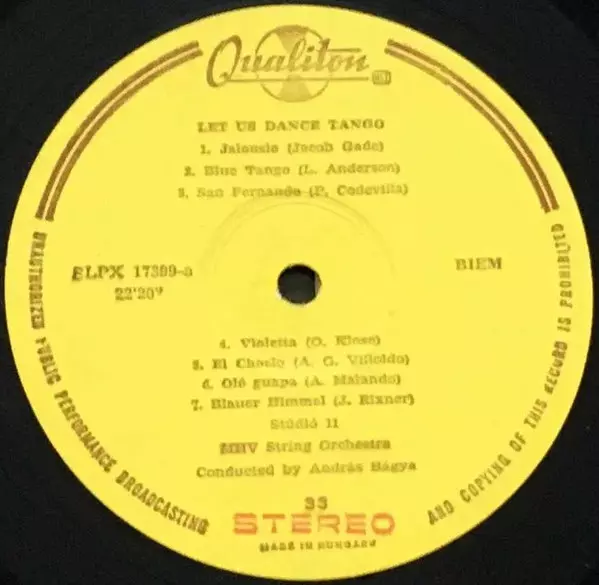 Qualiton
LET US DANCE TANGO
1. Jalousie (Jacob Gade)
2. Blue Tango (L. Anderson)
3. San Fernando (P. Codevilla)
SLPX 17399-a
22'20"
BIEM
4. Violetta (O. Klose)
5. El Choclo (A. G. Villoldo)
6. Olé guapa (A. Malando)
7. Blauer Himmel (J. Rixner)
Stúdió 11
MHV String Orchestra
Conducted by András Bágya
33
STEREO
MADE IN HUNGARY
UNAUTHORIZED PUBLIC PERFORMANCE BROADCASTING
AND COPYING OF THIS RECORD IS PROHIBITED